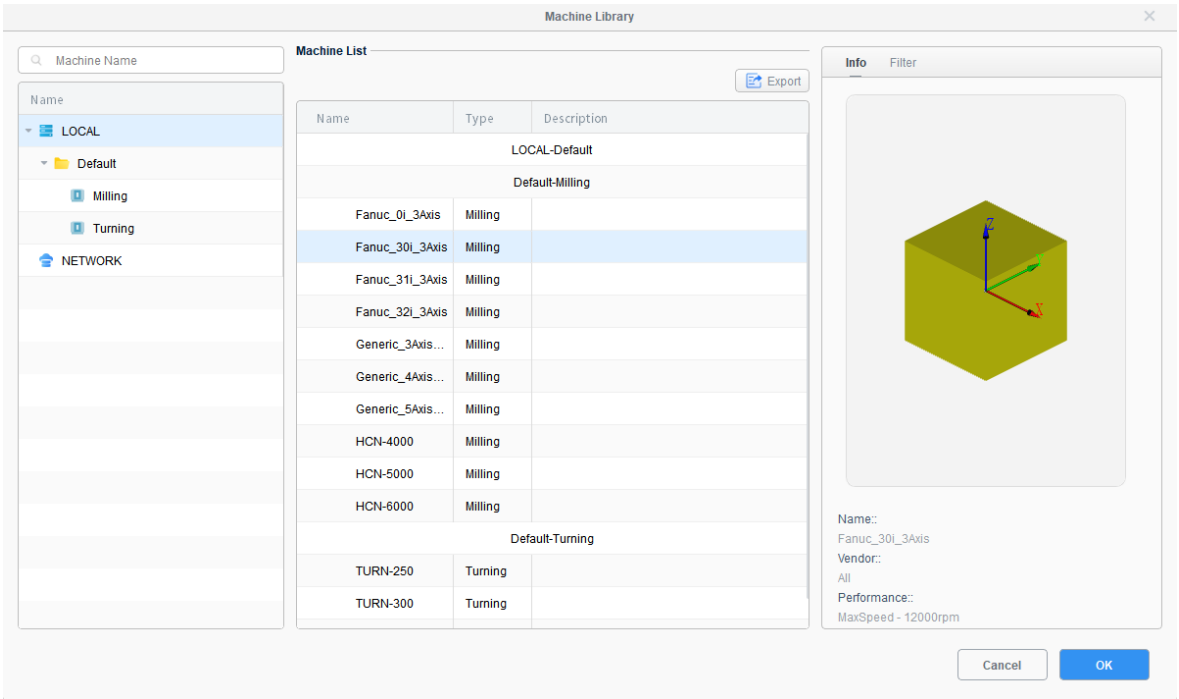 Machine Library
Machine Name
Name
LOCAL
Default
Milling
Turning
NETWORK
Machine List
Export
Name Type Description
LOCAL-Default
Default-Milling
Fanuc_0i_3Axis Milling
Fanuc_30i_3Axis Milling
Fanuc_31i_3Axis Milling
Fanuc_32i_3Axis Milling
Generic_3Axis... Milling
Generic_4Axis... Milling
Generic_5Axis... Milling
HCN-4000 Milling
HCN-5000 Milling
HCN-6000 Milling
Default-Turning
TURN-250 Turning
TURN-300 Turning
Info Filter
Z
Y
X
Name::
Fanuc_30i_3Axis
Vendor::
All
Performance::
MaxSpeed - 12000rpm
Cancel OK